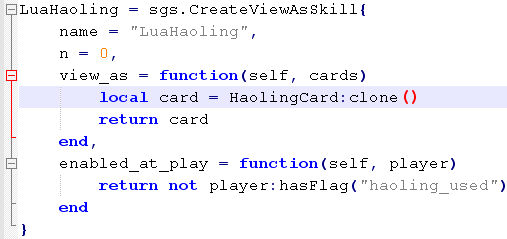 LuaHaoling = sgs.CreateViewAsSkill{
    name = "LuaHaoling",
    n = 0,
    view_as = function(self, cards)
        local card = HaolingCard:clone()
        return card
    end,
    enabled_at_play = function(self, player)
        return not player:hasFlag("haoling_used")
    end
}